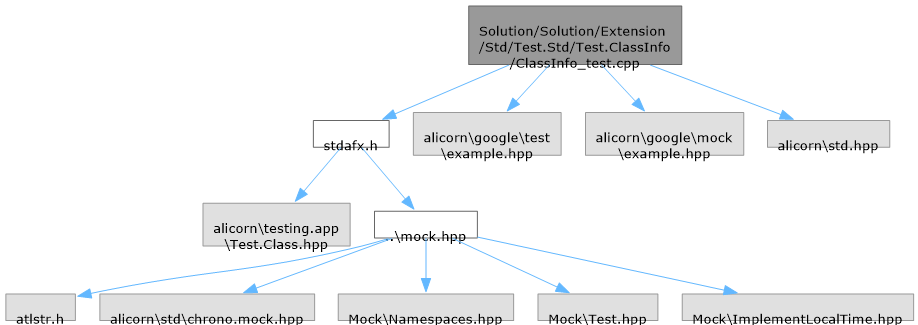 Solution/Solution/Extension
/Std/Test.Std/Test.ClassInfo
/ClassInfo_test.cpp
stdafx.h
alicorn\google\test
\example.hpp
alicorn\google\mock
\example.hpp
alicorn\std.hpp
alicorn\testing.app
\Test.Class.hpp
..\mock.hpp
atlstr.h
alicorn\std\chrono.mock.hpp
Mock\Namespaces.hpp
Mock\Test.hpp
Mock\ImplementLocalTime.hpp